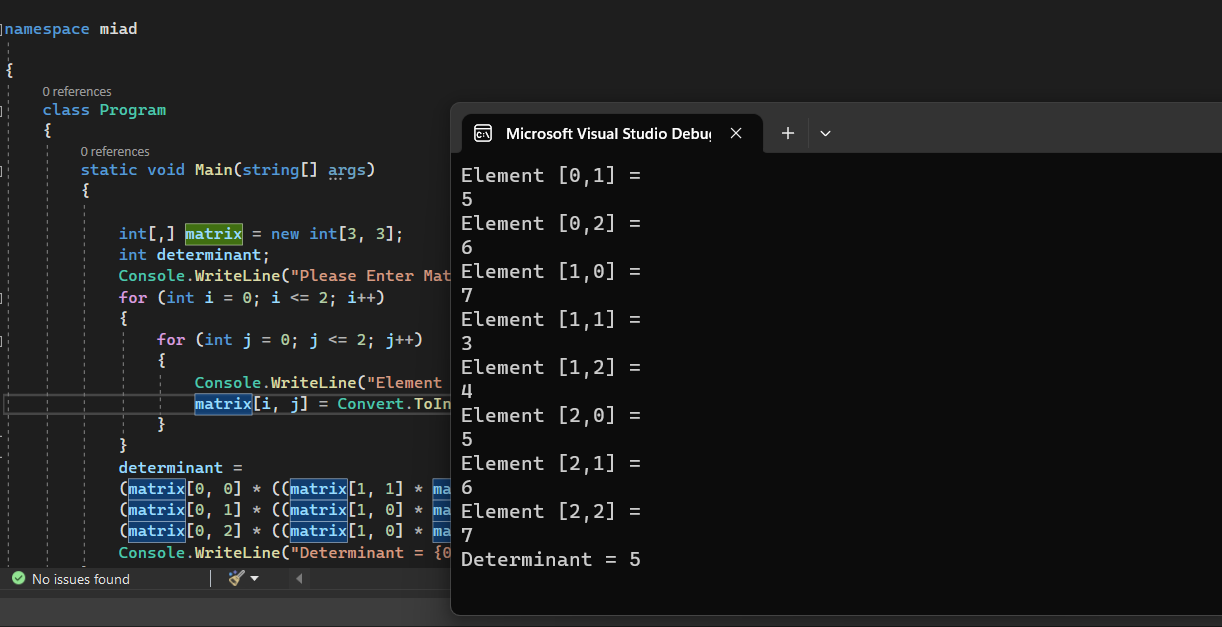 namespace miad
{
0 references
class Program
{
0 references
static void Main(string[] args)
{
int[,] matrix = new int[3, 3];
int determinant;
Console.WriteLine("Please Enter Mat
for (int i = 0; i <= 2; i++)
{
for (int j = 0; j <= 2; j++)
{
Console.WriteLine("Element
matrix[i, j] = Convert.ToIn
}
}
determinant =
(matrix[0, 0] * ((matrix[1, 1] * ma
(matrix[0, 1] * ((matrix[1, 0] * ma
(matrix[0, 2] * ((matrix[1, 0] * ma
Console.WriteLine("Determinant = {0
No issues found
Microsoft Visual Studio Debu
Element [0,1] =
5
Element [0,2] =
6
Element [1,0] =
7
Element [1,1] =
3
Element [1,2] =
4
Element [2,0] =
5
Element [2,1] =
6
Element [2,2] =
7
Determinant = 5